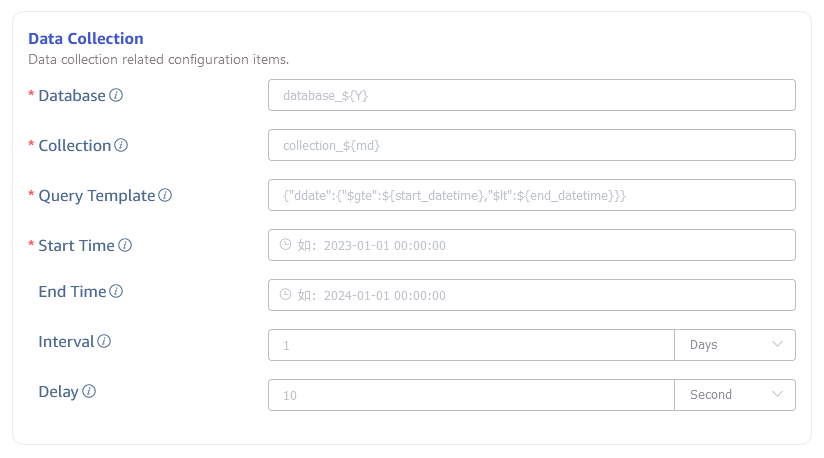 Data Collection
Data collection related configuration items.
* Database
database_${Y}
* Collection
collection_${md}
* Query Template
{"ddate":{"$gte":${start_datetime},"$lt":${end_datetime}}}
* Start Time
如：2023-01-01 00:00:00
End Time
如：2024-01-01 00:00:00
Interval
1
Days
Delay
10
Second